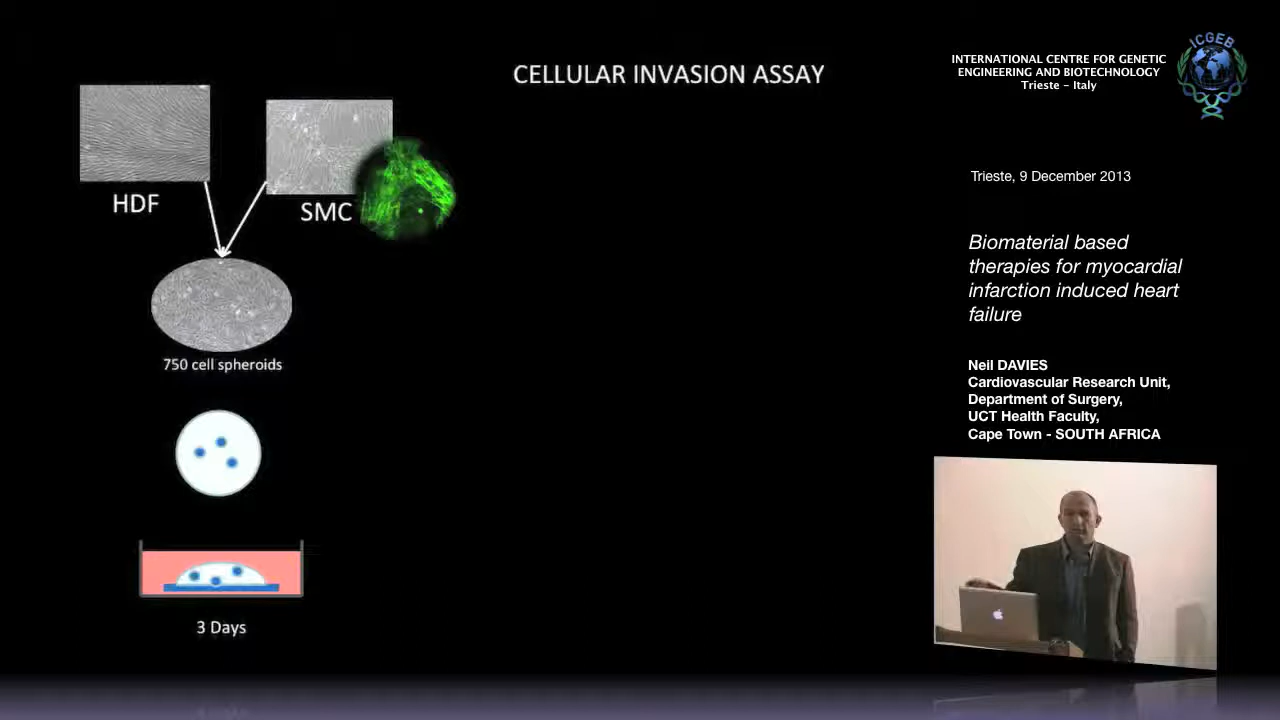 CELLULAR INVASION ASSAY
HDF
SMC
750 cell spheroids
3 Days
INTERNATIONAL CENTRE FOR GENETIC
ENGINEERING AND BIOTECHNOLOGY
Trieste - Italy
ICGEB
Trieste, 9 December 2013
Biomaterial based
therapies for myocardial
infarction induced heart
failure
Neil DAVIES
Cardiovascular Research Unit,
Department of Surgery,
UCT Health Faculty,
Cape Town - SOUTH AFRICA